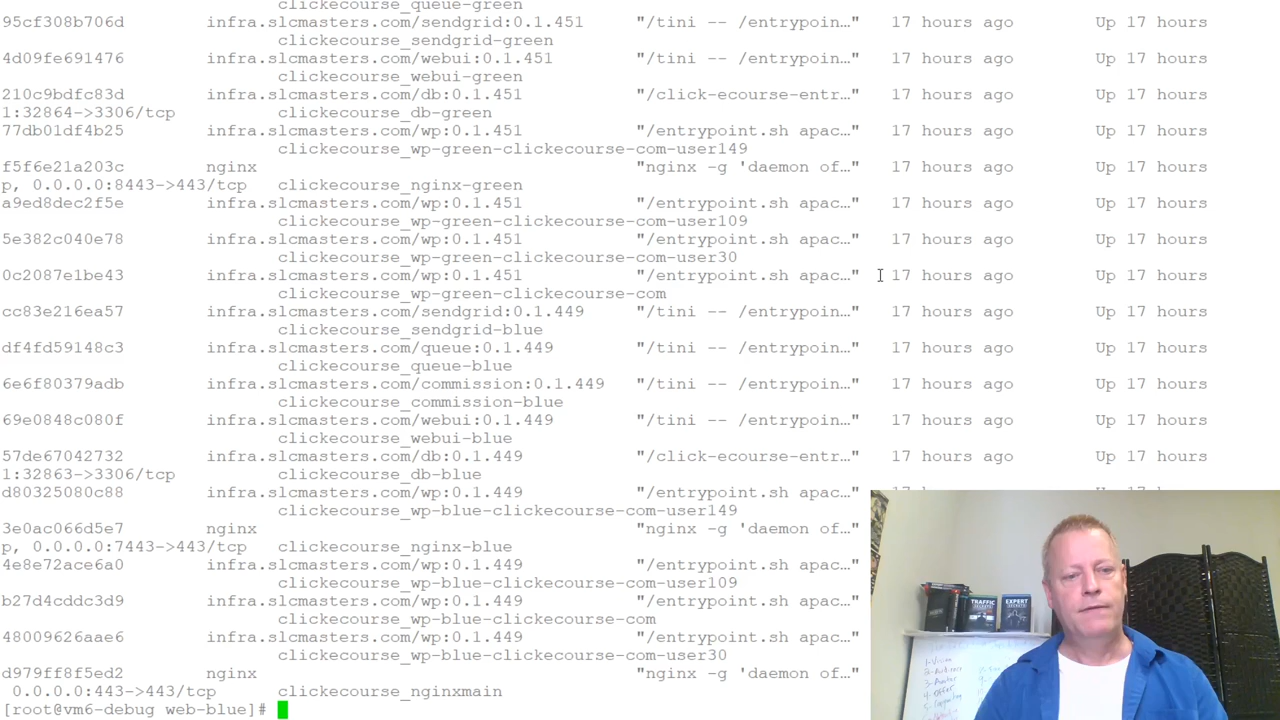 clickecourse_queue-green
95cf308b706d infra.slcmasters.com/sendgrid:0.1.451 "/tini -- /entrypoin…" 17 hours ago Up 17 hours
clickecourse_sendgrid-green
4d09fe691476 infra.slcmasters.com/webui:0.1.451 "/tini -- /entrypoin…" 17 hours ago Up 17 hours
clickecourse_webui-green
210c9bdfc83d infra.slcmasters.com/db:0.1.451 "/click-ecourse-entr…" 17 hours ago Up 17 hours
1:32864->3306/tcp clickecourse_db-green
77db01df4b25 infra.slcmasters.com/wp:0.1.451 "/entrypoint.sh apac…" 17 hours ago Up 17 hours
clickecourse_wp-green-clickecourse-com-user149
f5f6e21a203c nginx "nginx -g 'daemon of…" 17 hours ago Up 17 hours
p, 0.0.0.0:8443->443/tcp clickecourse_nginx-green
a9ed8dec2f5e infra.slcmasters.com/wp:0.1.451 "/entrypoint.sh apac…" 17 hours ago Up 17 hours
clickecourse_wp-green-clickecourse-com-user109
5e382c040e78 infra.slcmasters.com/wp:0.1.451 "/entrypoint.sh apac…" 17 hours ago Up 17 hours
clickecourse_wp-green-clickecourse-com-user30
0c2087e1be43 infra.slcmasters.com/wp:0.1.451 "/entrypoint.sh apac…" 17 hours ago Up 17 hours
clickecourse_wp-green-clickecourse-com
cc83e216ea57 infra.slcmasters.com/sendgrid:0.1.449 "/tini -- /entrypoin…" 17 hours ago Up 17 hours
clickecourse_sendgrid-blue
df4fd59148c3 infra.slcmasters.com/queue:0.1.449 "/tini -- /entrypoin…" 17 hours ago Up 17 hours
clickecourse_queue-blue
6e6f80379adb infra.slcmasters.com/commission:0.1.449 "/tini -- /entrypoin…" 17 hours ago Up 17 hours
clickecourse_commission-blue
69e0848c080f infra.slcmasters.com/webui:0.1.449 "/tini -- /entrypoin…" 17 hours ago Up 17 hours
clickecourse_webui-blue
57de67042732 infra.slcmasters.com/db:0.1.449 "/click-ecourse-entr…" 17 hours ago Up 17 hours
1:32863->3306/tcp clickecourse_db-blue
d80325080c88 infra.slcmasters.com/wp:0.1.449 "/entrypoint.sh apac…"
clickecourse_wp-blue-clickecourse-com-user149
3e0ac066d5e7 nginx "nginx -g 'daemon of…"
p, 0.0.0.0:7443->443/tcp clickecourse_nginx-blue
4e8e72ace6a0 infra.slcmasters.com/wp:0.1.449 "/entrypoint.sh apac…"
clickecourse_wp-blue-clickecourse-com-user109
b27d4cddc3d9 infra.slcmasters.com/wp:0.1.449 "/entrypoint.sh apac…"
clickecourse_wp-blue-clickecourse-com
48009626aae6 infra.slcmasters.com/wp:0.1.449 "/entrypoint.sh apac…"
clickecourse_wp-blue-clickecourse-com-user30
d979ff8f5ed2 nginx "nginx -g 'daemon of…"
0.0.0.0:443->443/tcp clickecourse_nginxmain
[root@vm6-debug web-blue]#
TRAFFIC
SECRETS
EXPERT
SECRETS
1-Vision
4-Offer